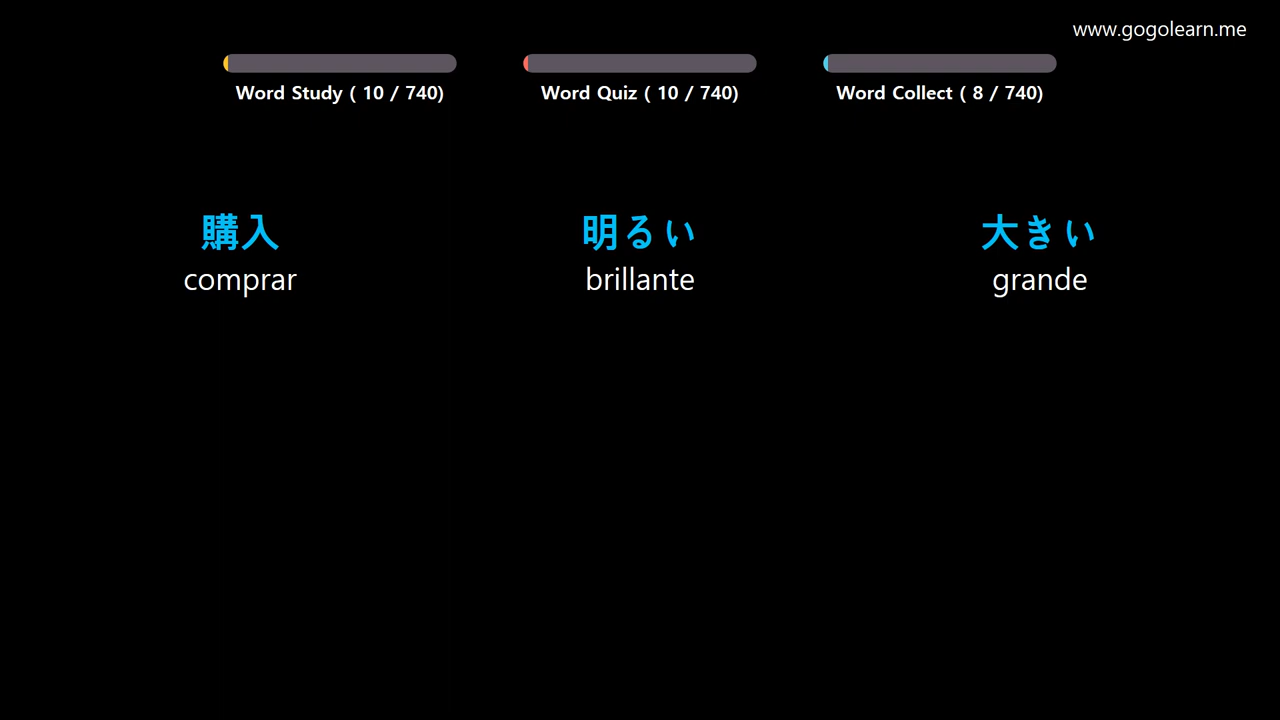 www.gogolearn.me
Word Study ( 10 / 740)
Word Quiz ( 10 / 740)
Word Collect ( 8 / 740)
購入
comprar
明るい
brillante
大きい
grande